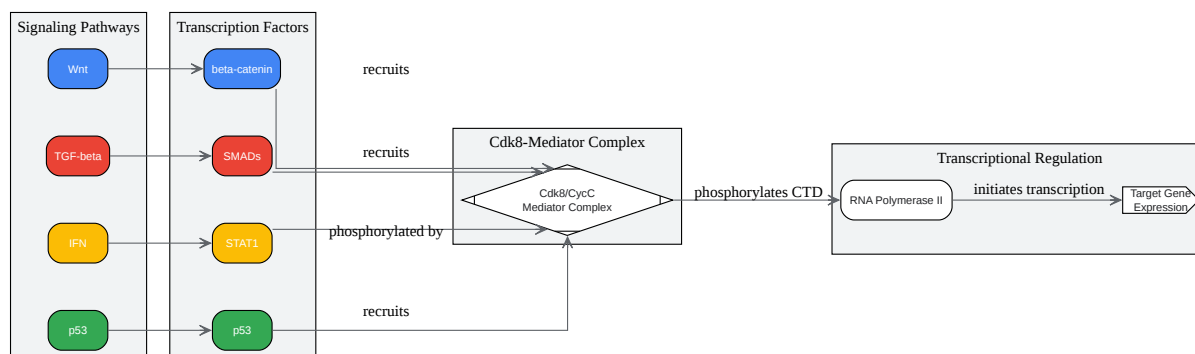 Signaling Pathways
Transcription Factors
Wnt
beta-catenin
recruits
TGF-beta
SMADs
recruits
Cdk8-Mediator Complex
Cdk8/CycC
Mediator Complex
phosphorylates CTD
Transcriptional Regulation
RNA Polymerase II
initiates transcription
Target Gene
Expression
IFN
STAT1
phosphorylated by
p53
p53
recruits